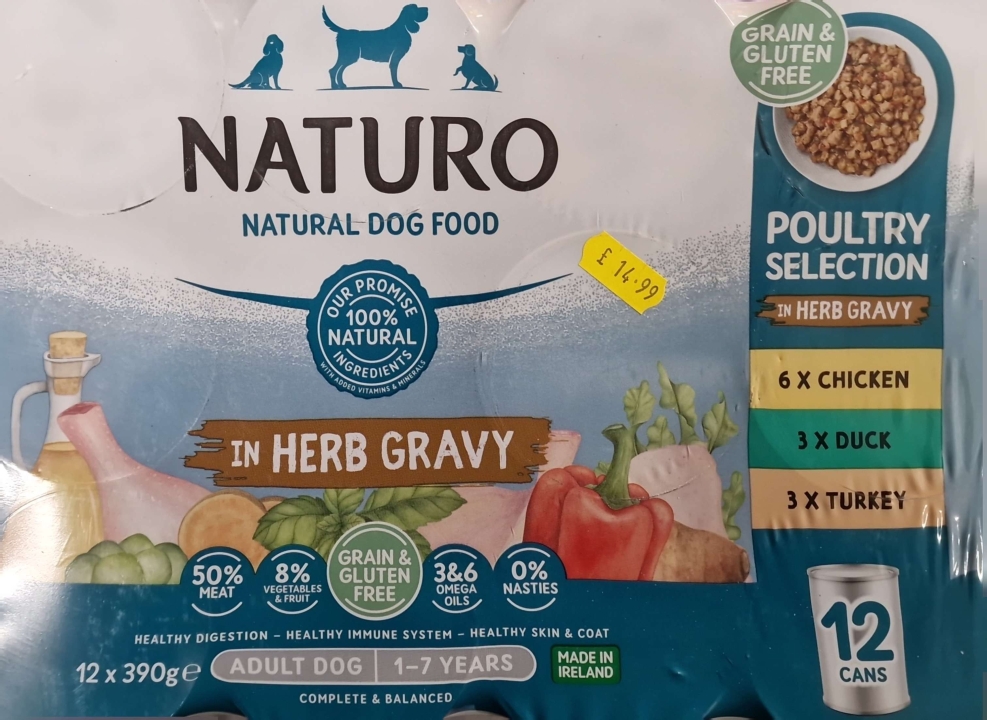 NATURO
NATURAL DOG FOOD
OUR PROMISE
100%
NATURAL
INGREDIENTS
WITH ADDED VITAMINS & MINERALS
£ 14.99
IN HERB GRAVY
50%
MEAT
8%
VEGETABLES
& FRUIT
GRAIN &
GLUTEN
FREE
3&6
OMEGA
OILS
0%
NASTIES
HEALTHY DIGESTION – HEALTHY IMMUNE SYSTEM – HEALTHY SKIN & COAT
12 x 390g e
ADULT DOG
1–7 YEARS
MADE IN
IRELAND
COMPLETE & BALANCED
GRAIN &
GLUTEN
FREE
POULTRY
SELECTION
IN HERB GRAVY
6 X CHICKEN
3 X DUCK
3 X TURKEY
12
CANS